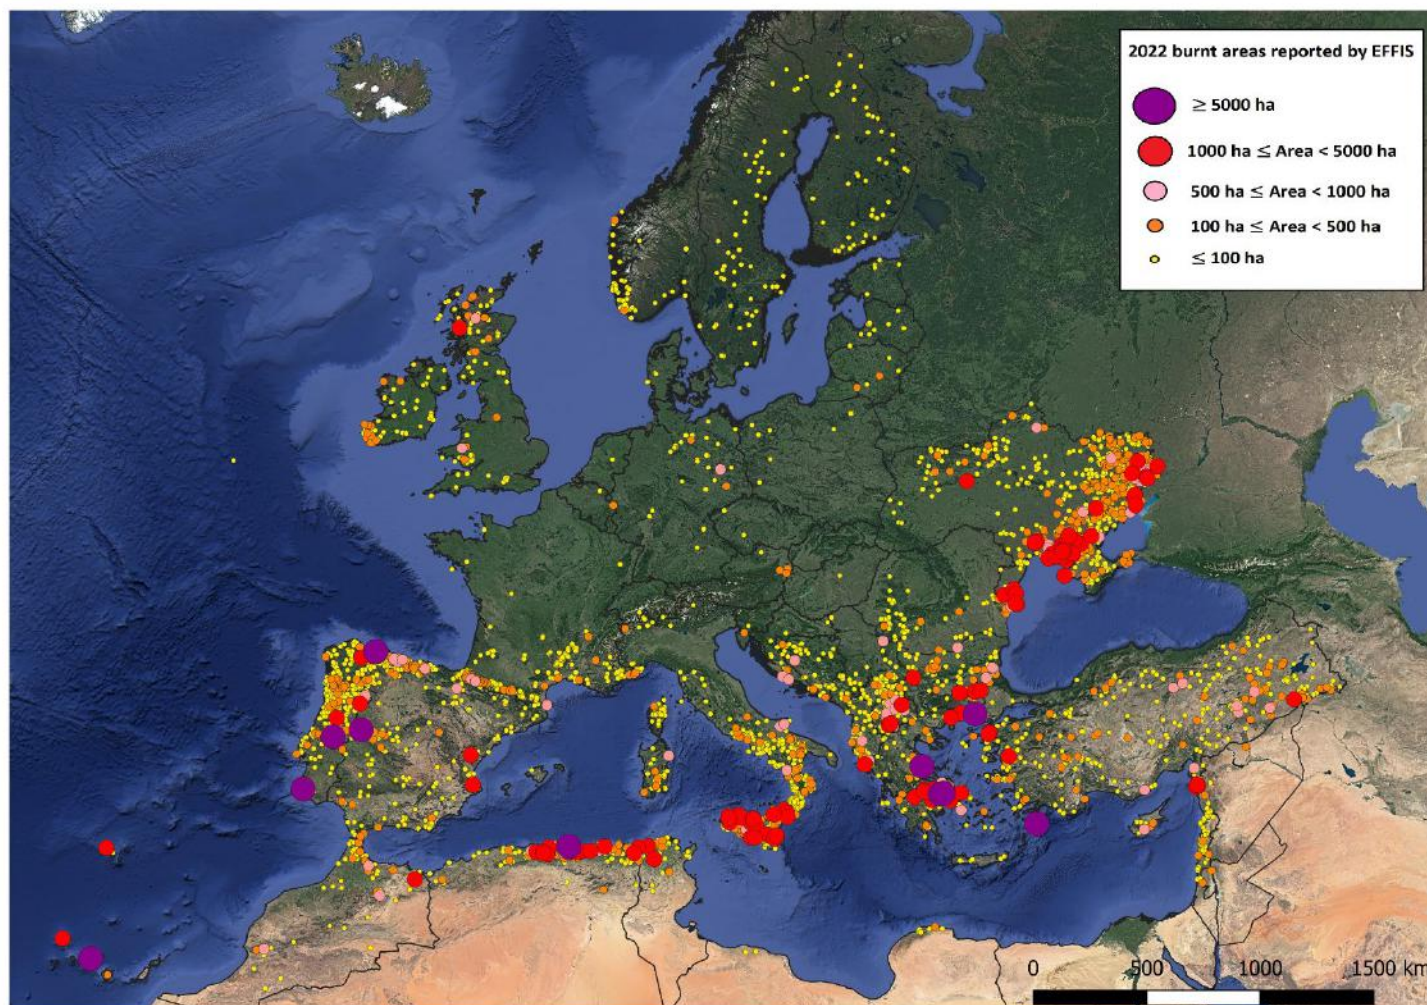 2022 burnt areas reported by EFFIS
≥ 5000 ha
1000 ha ≤ Area < 5000 ha
500 ha ≤ Area < 1000 ha
100 ha ≤ Area < 500 ha
≤ 100 ha
0 500 1000 1500 km